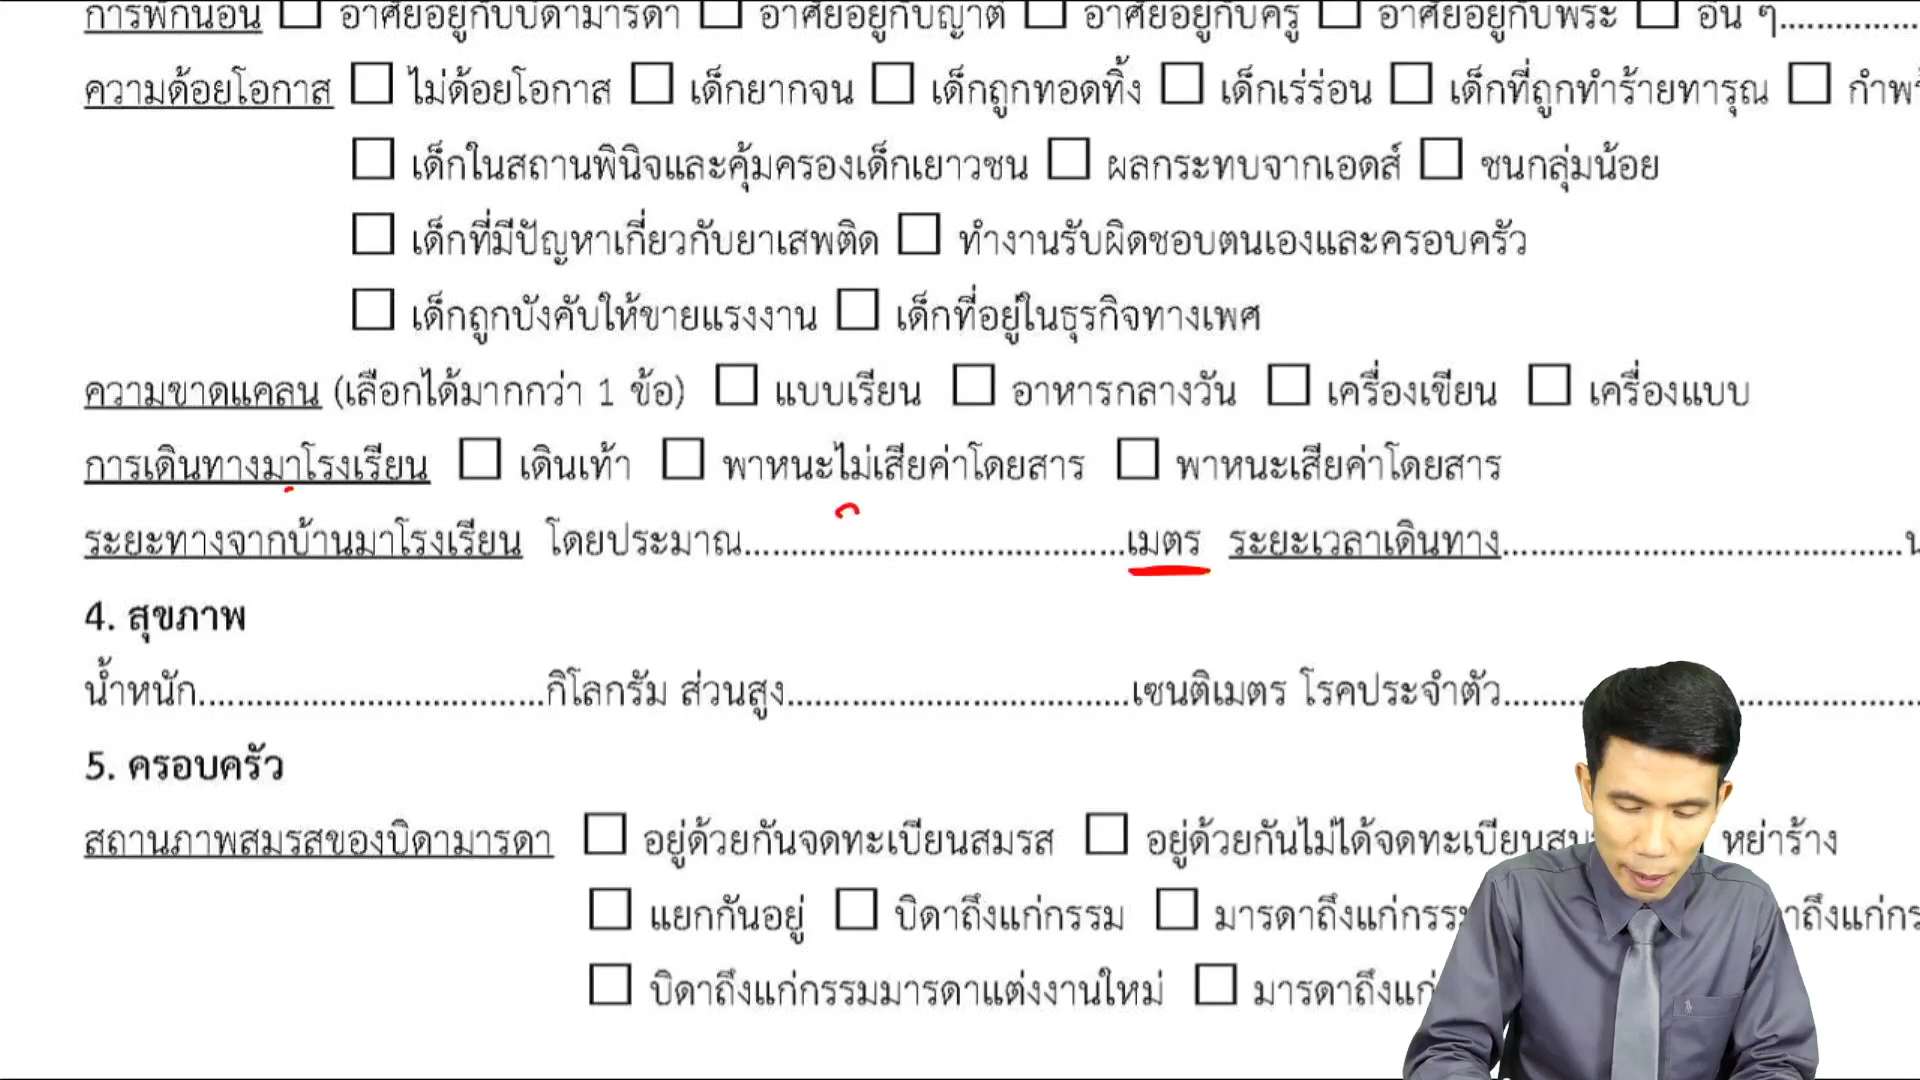 การพักนอน ☐ อาศัยอยู่กับบิดามารดา ☐ อาศัยอยู่กับญาติ ☐ อาศัยอยู่กับครู ☐ อาศัยอยู่กับพระ ☐ อื่น ๆ................
ความด้อยโอกาส ☐ ไม่ด้อยโอกาส ☐ เด็กยากจน ☐ เด็กถูกทอดทิ้ง ☐ เด็กเร่ร่อน ☐ เด็กที่ถูกทำร้ายทารุณ ☐
☐ เด็กในสถานพินิจและคุ้มครองเด็กเยาวชน ☐ ผลกระทบจากเอดส์ ☐ ชนกลุ่มน้อย
☐ เด็กที่มีปัญหาเกี่ยวกับยาเสพติด ☐ ทำงานรับผิดชอบตนเองและครอบครัว
☐ เด็กถูกบังคับให้ขายแรงงาน ☐ เด็กที่อยู่ในธุรกิจทางเพศ
ความขาดแคลน (เลือกได้มากกว่า 1 ข้อ) ☐ แบบเรียน ☐ อาหารกลางวัน ☐ เครื่องเขียน ☐ เครื่องแบบ
การเดินทางมาโรงเรียน ☐ เดินเท้า ☐ พาหนะไม่เสียค่าโดยสาร ☐ พาหนะเสียค่าโดยสาร
ระยะทางจากบ้านมาโรงเรียน โดยประมาณ........................................เมตร ระยะเวลาเดินทาง..........................................
4. สุขภาพ
น้ำหนัก.....................................กิโลกรัม ส่วนสูง.....................................เซนติเมตร โรคประจำตัว.....................................
5. ครอบครัว
สถานภาพสมรสของบิดามารดา ☐ อยู่ด้วยกันจดทะเบียนสมรส ☐ อยู่ด้วยกันไม่ได้จดทะเบียน หย่าร้าง
☐ แยกกันอยู่ ☐ บิดาถึงแก่กรรม ☐ มารดาถึงแก่กรรม
☐ บิดาถึงแก่กรรมมารดาแต่งงานใหม่ ☐ มารดาถึงแก่